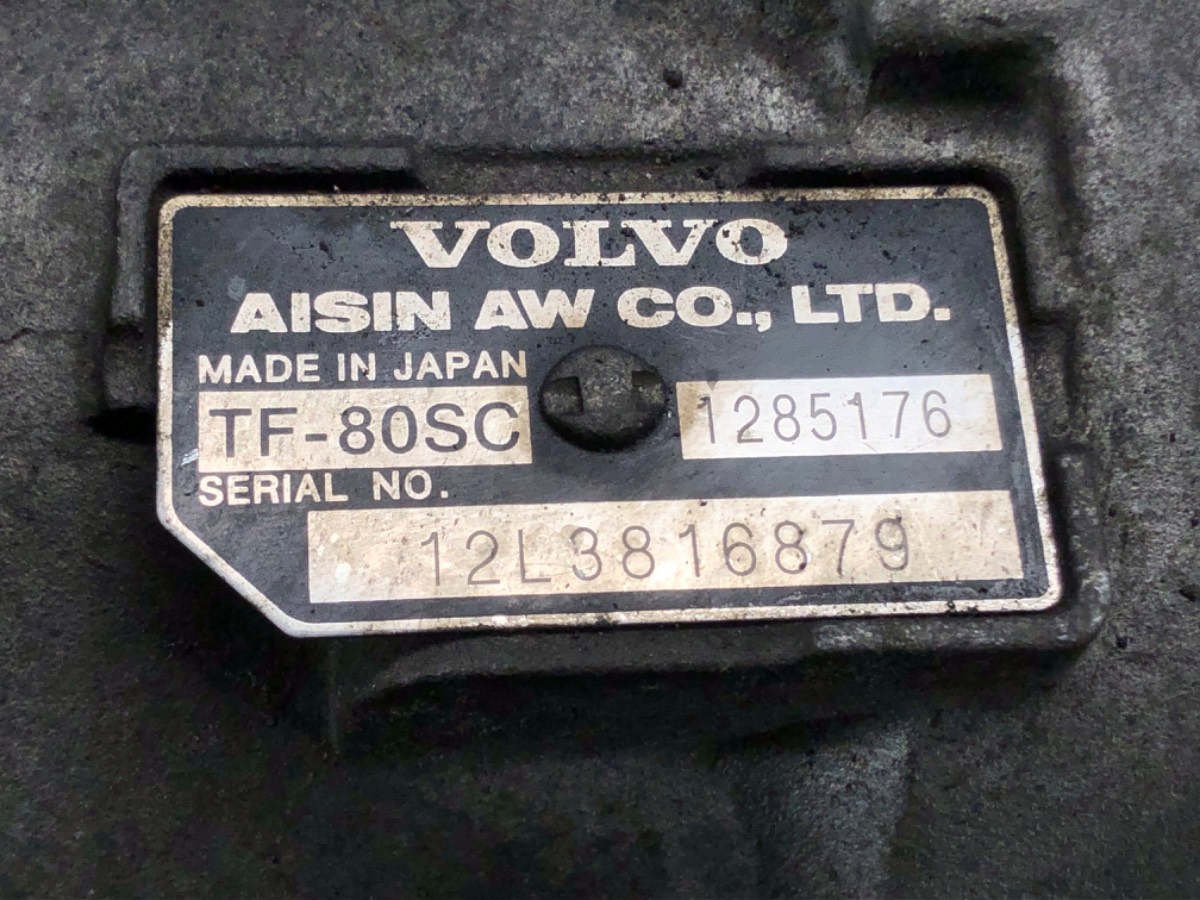 VOLVO
AISIN AW CO., LTD.
MADE IN JAPAN
TF-80SC 1285176
SERIAL NO.
12L3816879